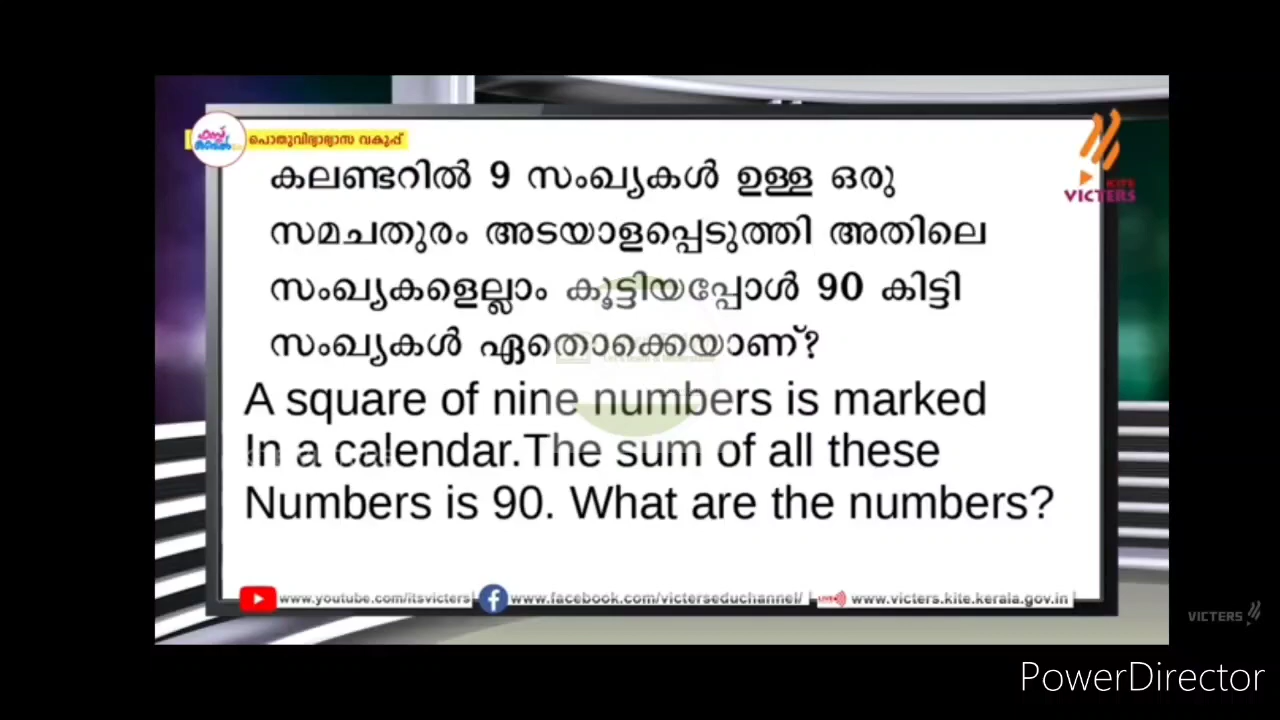 പൊതുവിദ്യാഭ്യാസ വകുപ്പ്
കലണ്ടറിൽ 9 സംഖ്യകൾ ഉള്ള ഒരു
സമചതുരം അടയാളപ്പെടുത്തി അതിലെ
സംഖ്യകളെല്ലാം കൂട്ടിയപ്പോൾ 90 കിട്ടി
സംഖ്യകൾ ഏതൊക്കെയാണ്?
A square of nine numbers is marked
In a calendar.The sum of all these
Numbers is 90. What are the numbers?
KITE
VICTERS
www.youtube.com/itsvicters| www.facebook.com/victerseduchannel/ | LIVE www.victers.kite.kerala.gov.in
VICTERS
PowerDirector